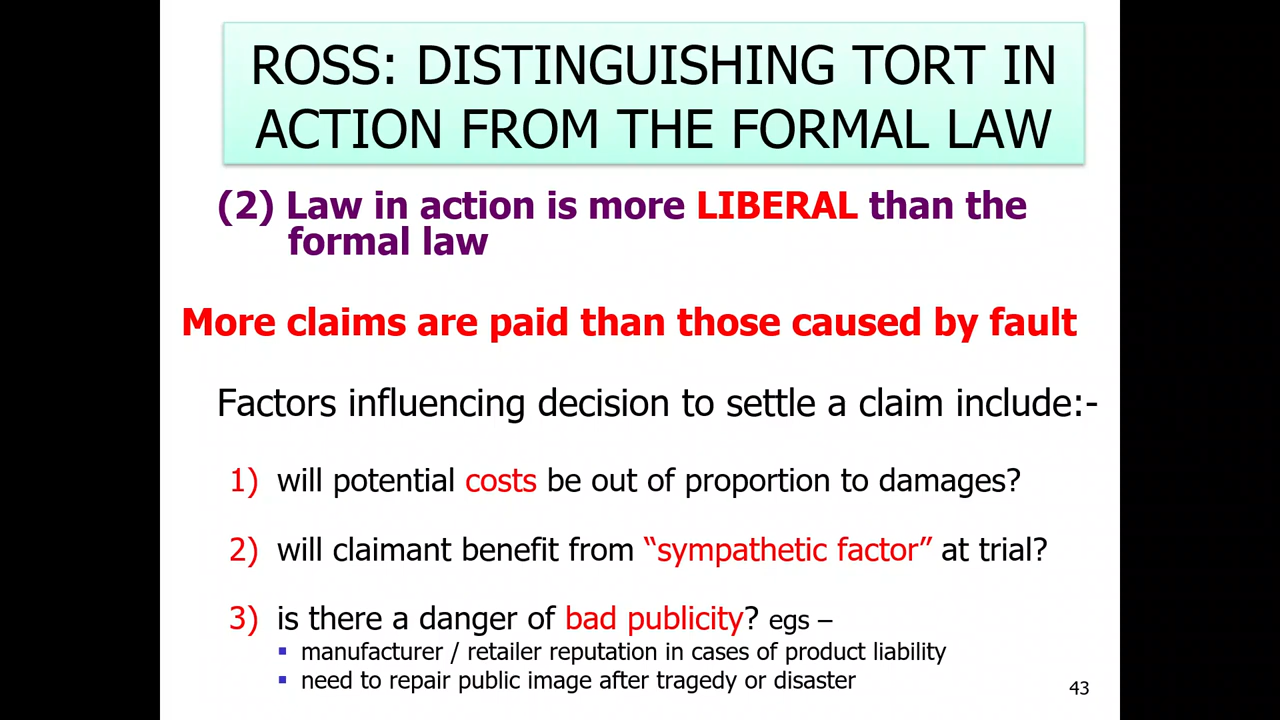 ROSS: DISTINGUISHING TORT IN
ACTION FROM THE FORMAL LAW
(2) Law in action is more LIBERAL than the
formal law
More claims are paid than those caused by fault
Factors influencing decision to settle a claim include:-
1) will potential costs be out of proportion to damages?
2) will claimant benefit from “sympathetic factor” at trial?
3) is there a danger of bad publicity? egs –
▪ manufacturer / retailer reputation in cases of product liability
▪ need to repair public image after tragedy or disaster
43